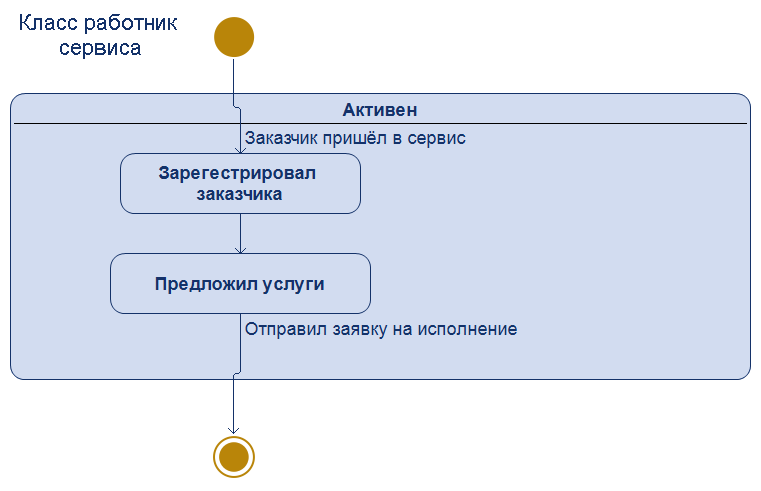 Класс работник
сервиса
Активен
Заказчик пришёл в сервис
Зарегестрировал
заказчика
Предложил услуги
Отправил заявку на исполнение